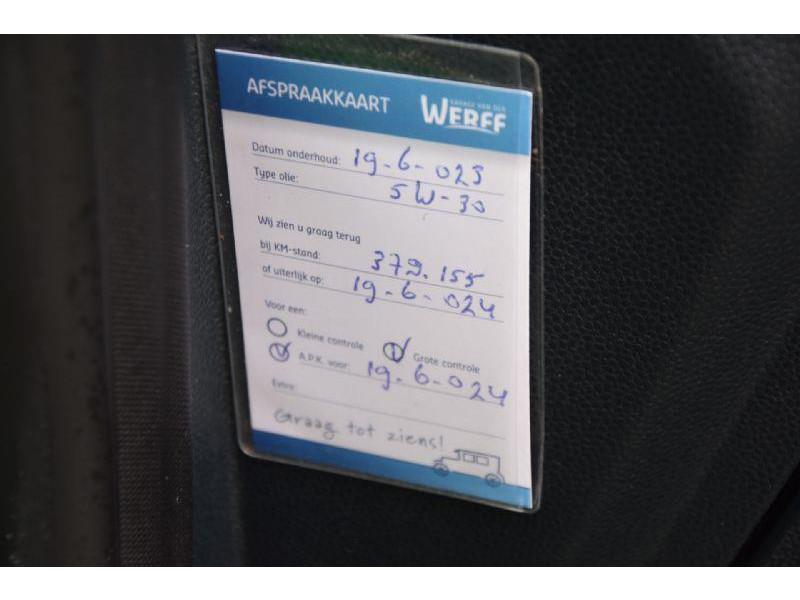 AFSPRAAKKAART
GARAGE VAN DER
WERFF
Datum onderhoud: 19-6-023
Type olie: 5W-30
Wij zien u graag terug
bij KM-stand: 379.155
of uiterlijk op: 19-6-024
Voor een:
Kleine controle Grote controle
A.P.K. voor: 19-6-024
Extra:
Graag tot ziens!